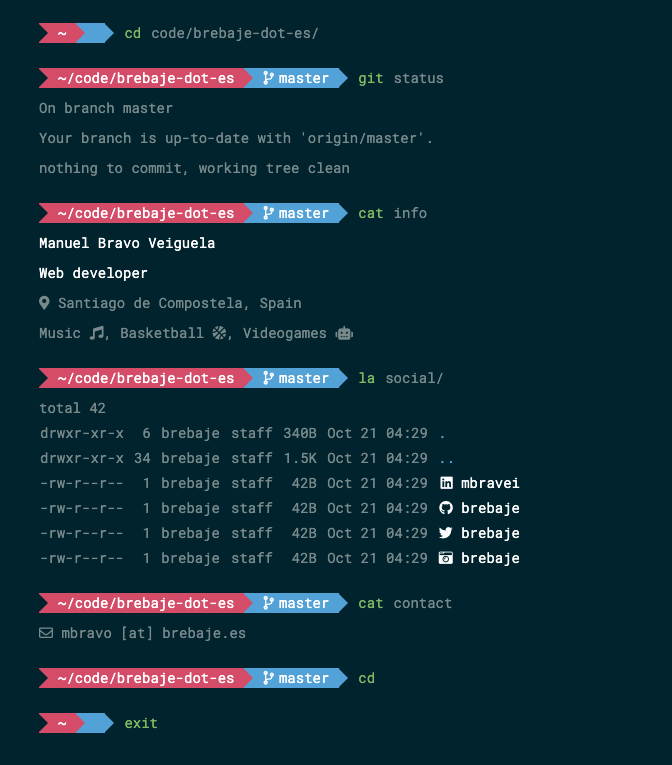 ~ cd code/brebaje-dot-es/
~/code/brebaje-dot-es master git status
On branch master
Your branch is up-to-date with 'origin/master'.
nothing to commit, working tree clean
~/code/brebaje-dot-es master cat info
Manuel Bravo Veiguela
Web developer
Santiago de Compostela, Spain
Music , Basketball , Videogames
~/code/brebaje-dot-es master la social/
total 42
drwxr-xr-x 6 brebaje staff 340B Oct 21 04:29 .
drwxr-xr-x 34 brebaje staff 1.5K Oct 21 04:29 ..
-rw-r--r-- 1 brebaje staff 42B Oct 21 04:29 mbravei
-rw-r--r-- 1 brebaje staff 42B Oct 21 04:29 brebaje
-rw-r--r-- 1 brebaje staff 42B Oct 21 04:29 brebaje
-rw-r--r-- 1 brebaje staff 42B Oct 21 04:29 brebaje
~/code/brebaje-dot-es master cat contact
mbravo [at] brebaje.es
~/code/brebaje-dot-es master cd
~ exit